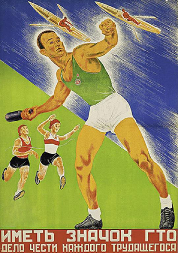 ИМЕТЬ ЗНАЧОК ГТО
ДЕЛО ЧЕСТИ КАЖДОГО ТРУДЯЩЕГОСЯ